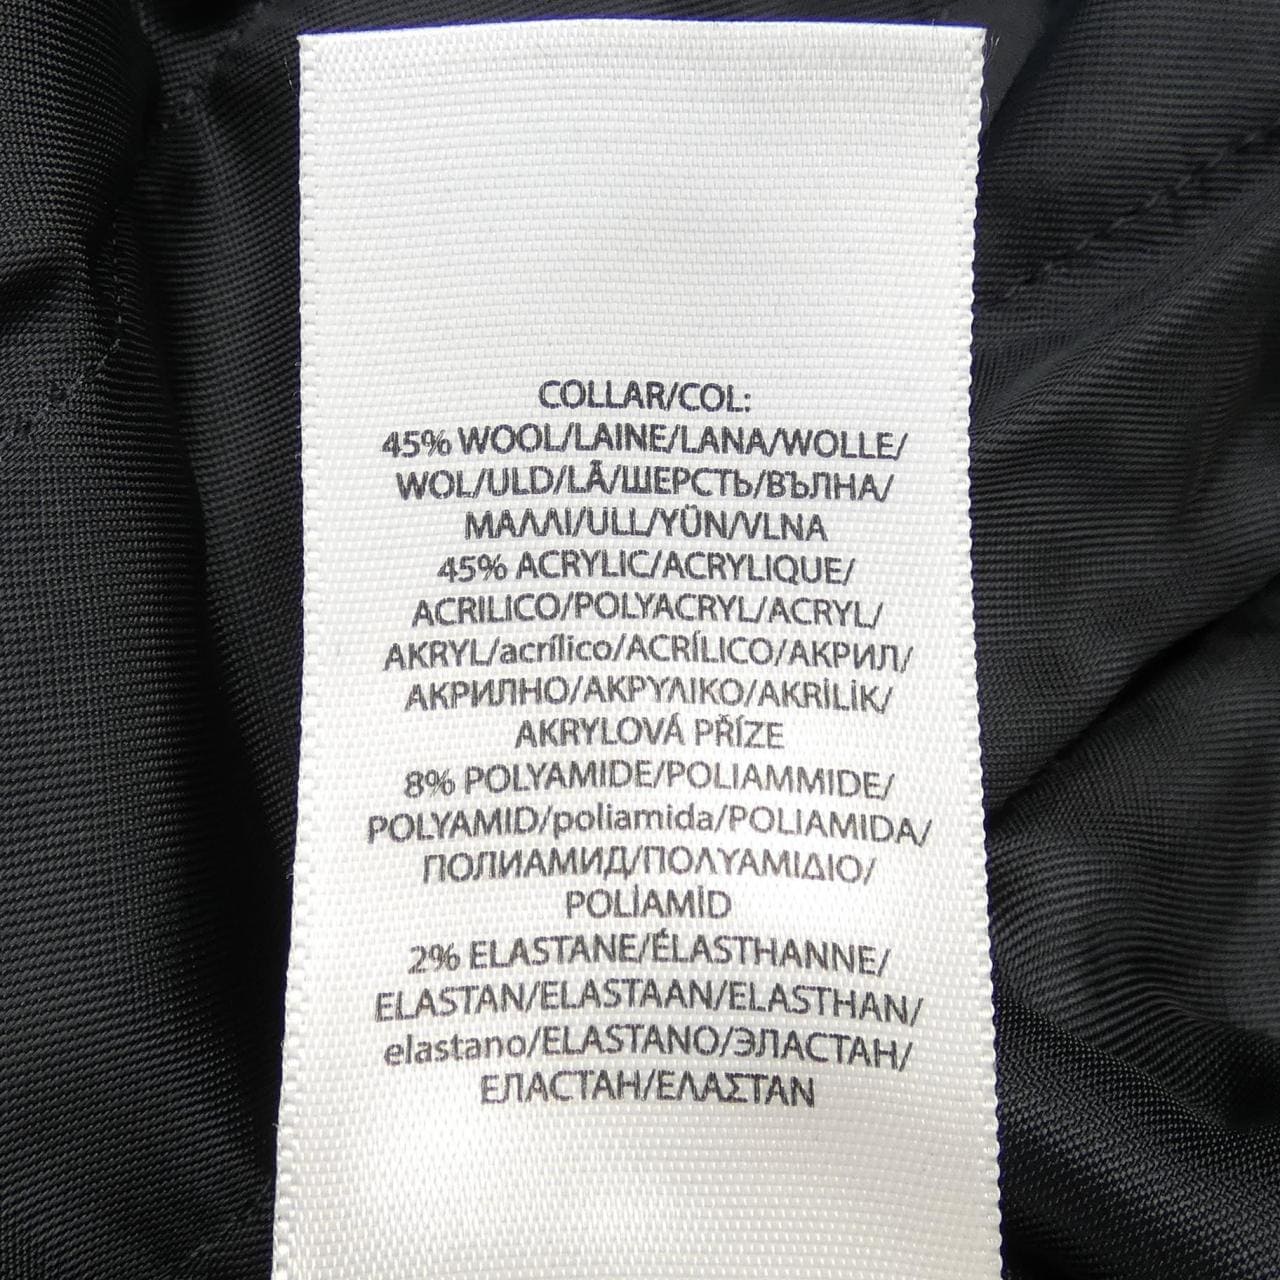 COLLAR/COL:
45% WOOL/LAINE/LANA/WOLLE/
WOL/ULD/LÃ/ШЕРСТЬ/ВЪЛНА/
ΜΑΛΛΙ/ULL/YÜN/VLNA
45% ACRYLIC/ACRYLIQUE/
ACRILICO/POLYACRYL/ACRYL/
AKRYL/acrílico/ACRÍLICO/АКРИЛ/
АКРИЛНО/ΑΚΡΥΛΙΚΟ/AKRİLİK/
AKRYLOVÁ PŘÍZE
8% POLYAMIDE/POLIAMMIDE/
POLYAMID/poliamida/POLIAMIDA/
ПОЛИАМИД/ΠΟΛΥΑΜΙΔΙΟ/
POLİAMİD
2% ELASTANE/ÉLASTHANNE/
ELASTAN/ELASTAAN/ELASTHAN/
elastano/ELASTANO/ЭЛАСТАН/
ЕЛАСТАН/ΕΛΑΣΤΑΝ